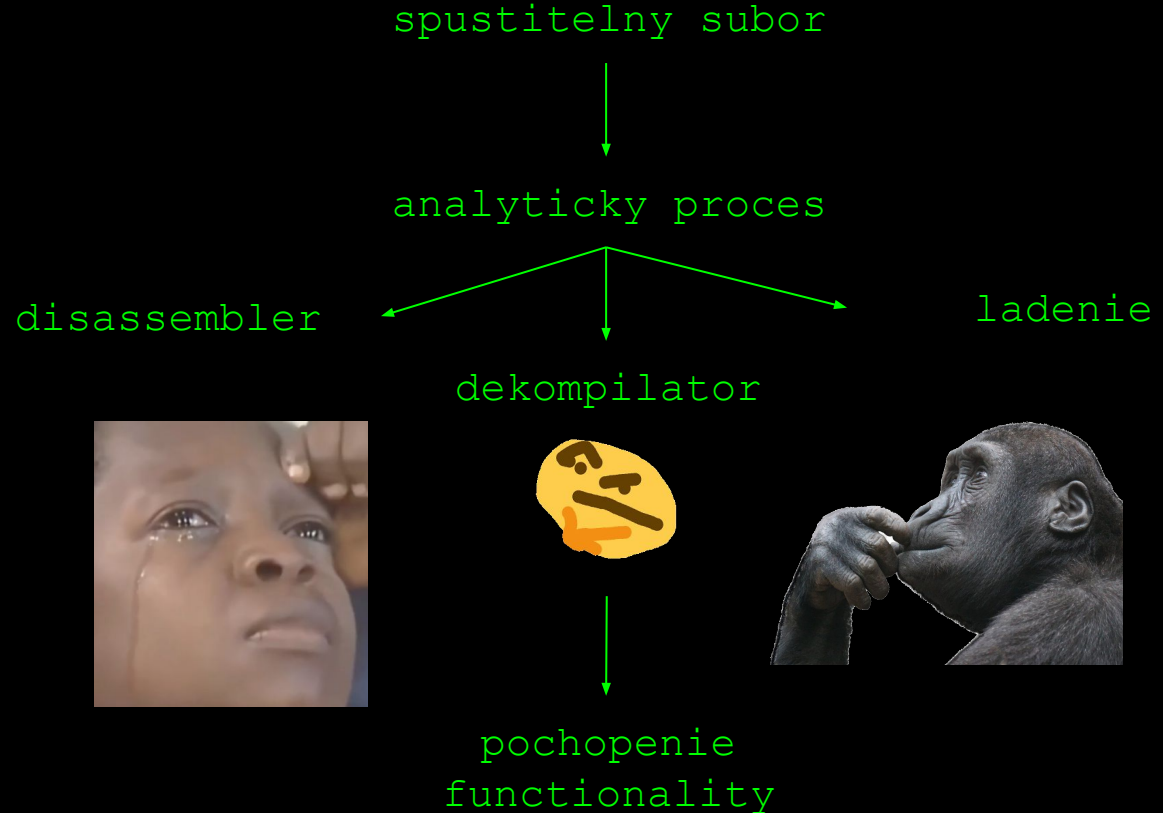 spustitelny subor
analyticky proces
disassembler
ladenie
dekompilator
pochopenie
functionality